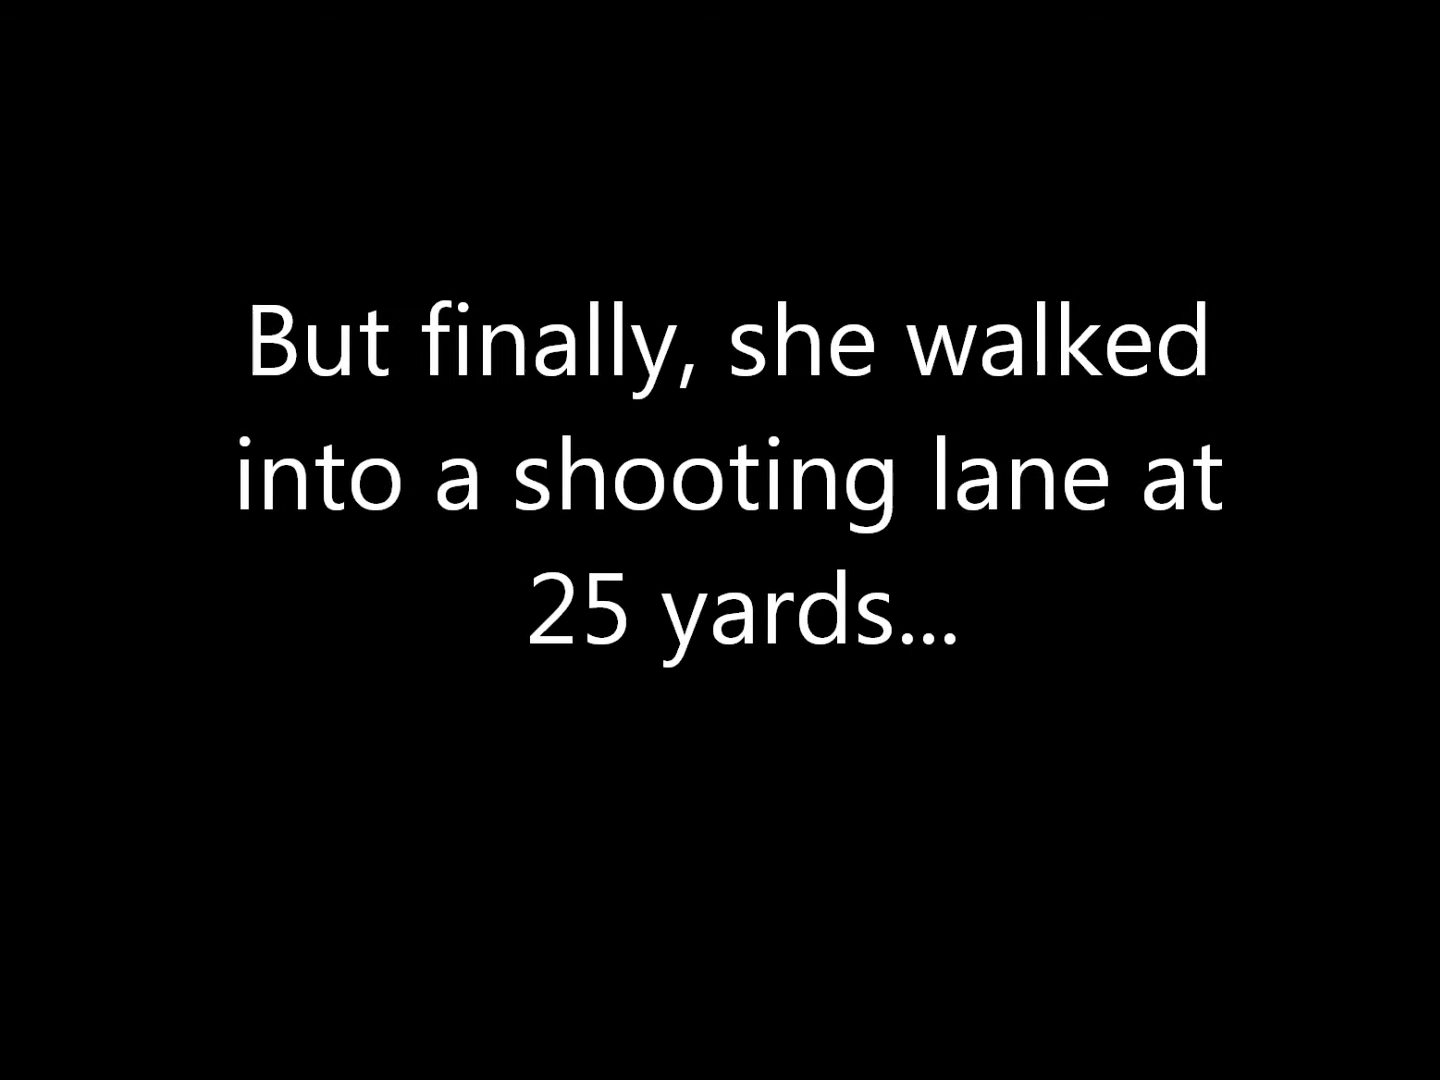 But finally, she walked
into a shooting lane at
25 yards...